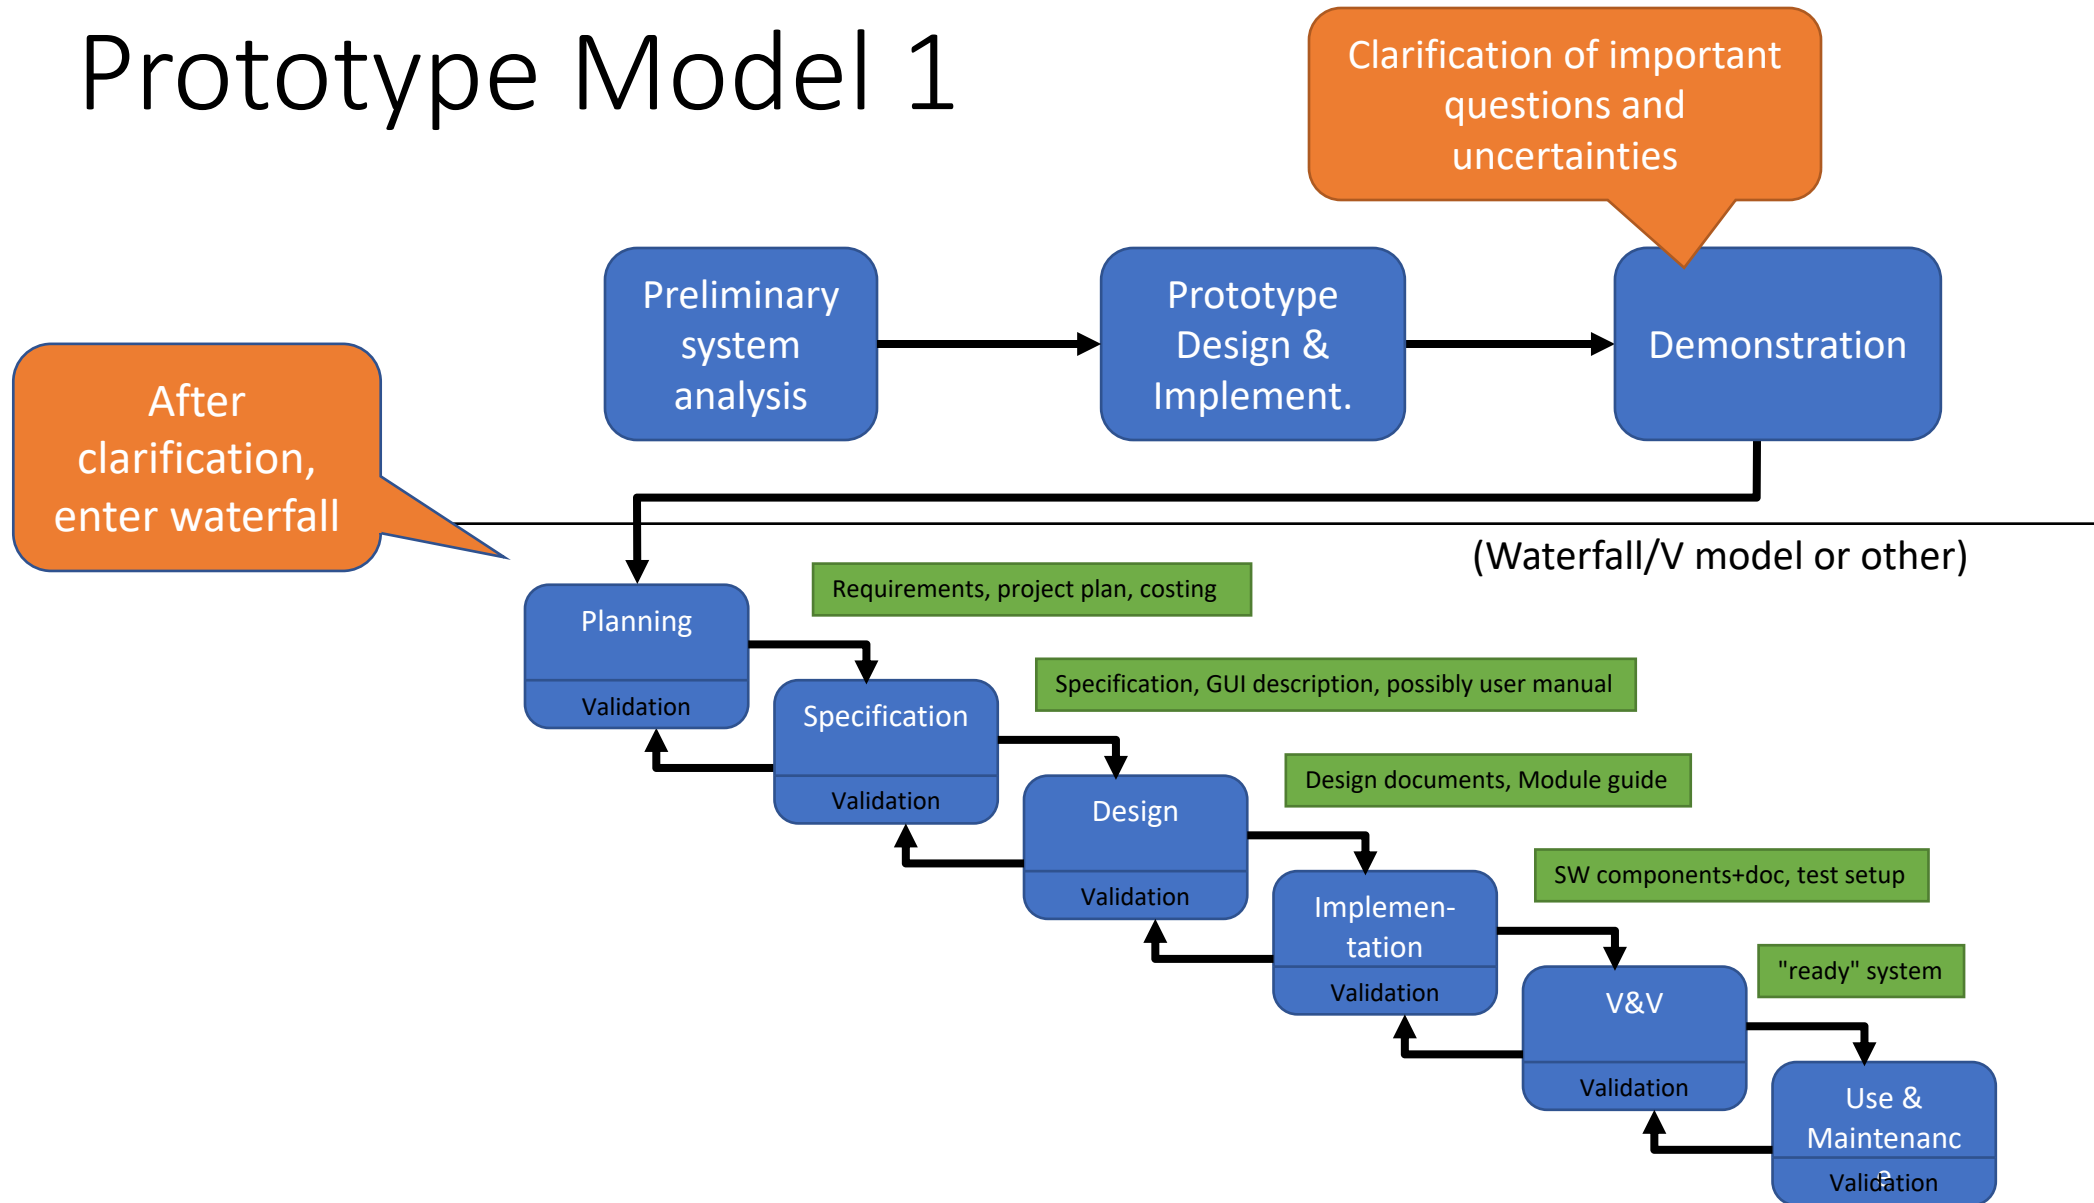 Prototype Model 1
Clarification of important
questions and
uncertainties
Preliminary
system
analysis
Prototype
Design &
Implement.
Demonstration
After
clarification,
enter waterfall
(Waterfall/V model or other)
Requirements, project plan, costing
Planning
Validation
Specification, GUI description, possibly user manual
Specification
Validation
Design documents, Module guide
Design
Validation
SW components+doc, test setup
Implemen-
tation
Validation
"ready" system
V&V
Validation
Use &
Maintenanc
e
Validation